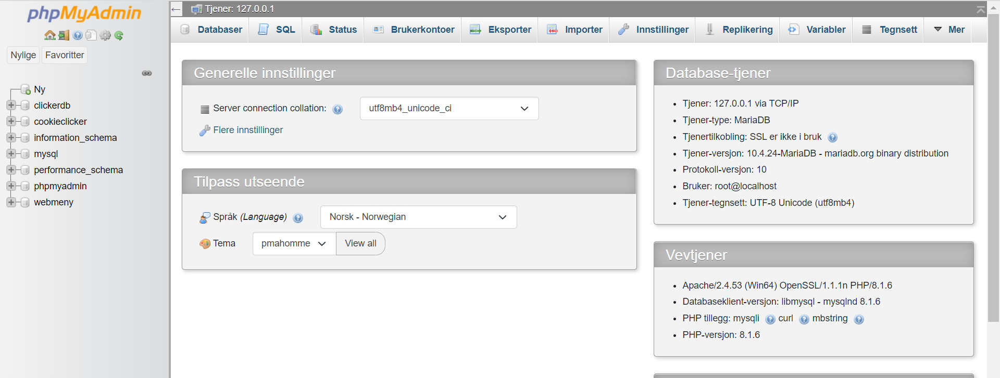 phpMyAdmin
Nylige
Favoritter
Ny
clickerdb
cookieclicker
information_schema
mysql
performance_schema
phpmyadmin
webmeny
Tjener: 127.0.0.1
Databaser
SQL
Status
Brukerkontoer
Eksporter
Importer
Innstillinger
Replikering
Variabler
Tegnsett
Mer
Generelle innstillinger
Server connection collation:
utf8mb4_unicode_ci
Flere innstillinger
Tilpass utseende
Språk (Language)
Norsk - Norwegian
Tema
pmahomme
View all
Database-tjener
Tjener: 127.0.0.1 via TCP/IP
Tjener-type: MariaDB
Tjenertilkobling: SSL er ikke i bruk
Tjener-versjon: 10.4.24-MariaDB - mariadb.org binary distribution
Protokoll-versjon: 10
Bruker: root@localhost
Tjener-tegnsett: UTF-8 Unicode (utf8mb4)
Vevtjener
Apache/2.4.53 (Win64) OpenSSL/1.1.1n PHP/8.1.6
Databaseklient-versjon: libmysql - mysqlnd 8.1.6
PHP tillegg: mysqli curl mbstring
PHP-versjon: 8.1.6